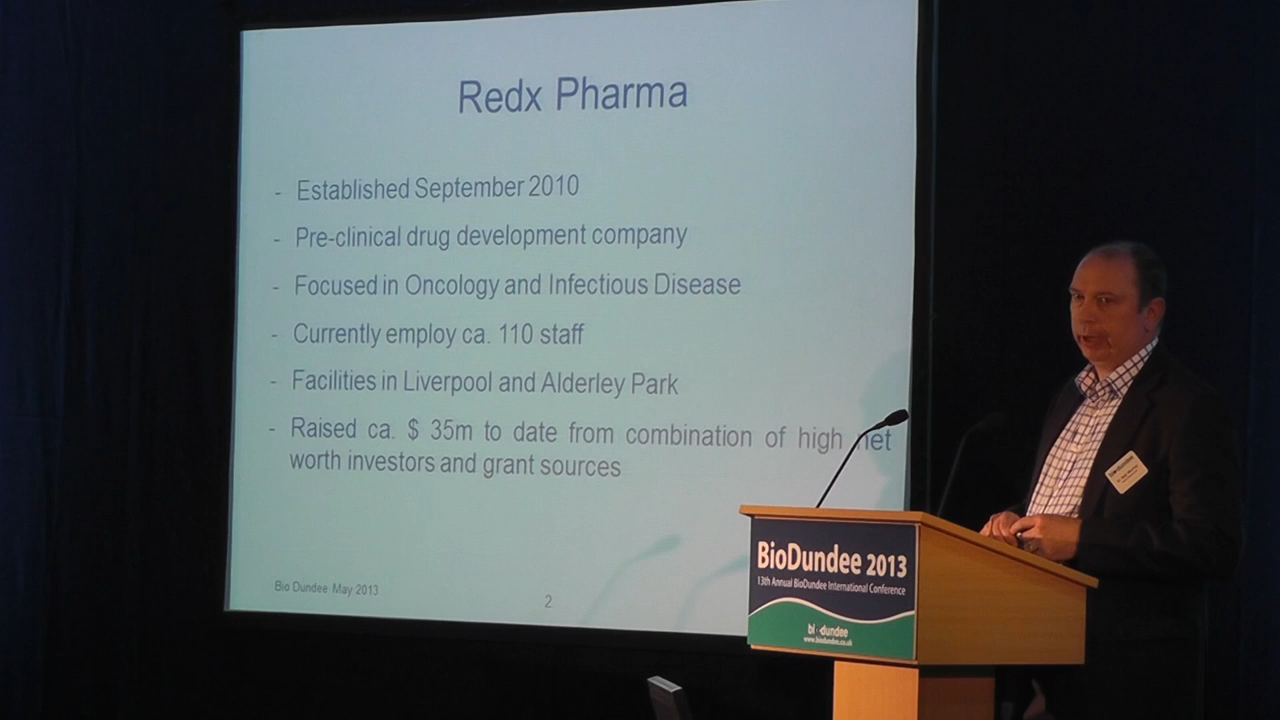 Redx Pharma
- Established September 2010
- Pre-clinical drug development company
- Focused in Oncology and Infectious Disease
- Currently employ ca. 110 staff
- Facilities in Liverpool and Alderley Park
- Raised ca. $ 35m to date from combination of high net
worth investors and grant sources
Bio Dundee May 2013
2
BioDundee 2013
13th Annual BioDundee International Conference
bi dundee
www.biodundee.co.uk